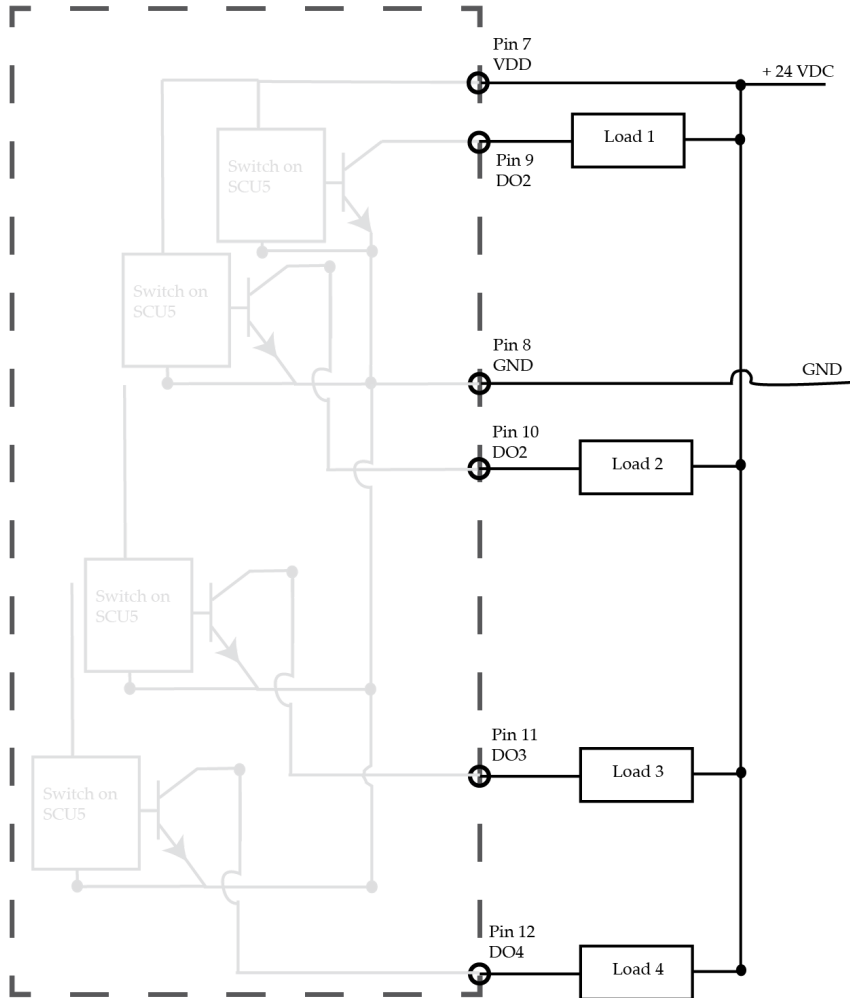 Pin 7
VDD
+ 24 VDC
Switch on
SCU5
Load 1
Pin 9
DO2
Switch on
SCU5
Pin 8
GND
GND
Pin 10
DO2
Load 2
Switch on
SCU5
Pin 11
DO3
Load 3
Switch on
SCU5
Pin 12
DO4
Load 4